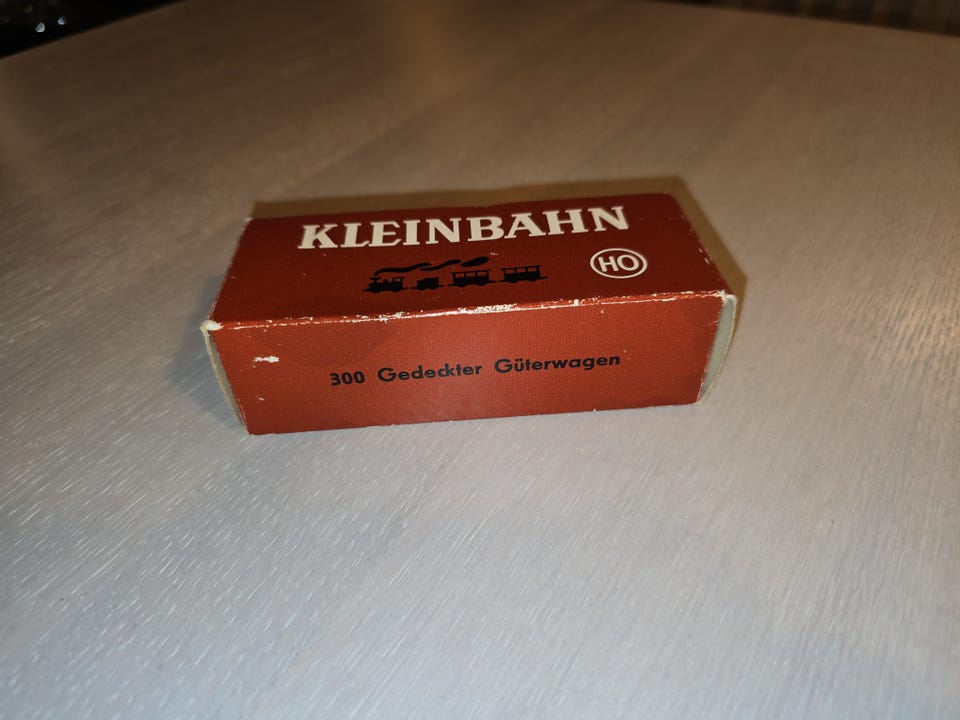 KLEINBAHN
HO
300 Gedeckter Güterwagen